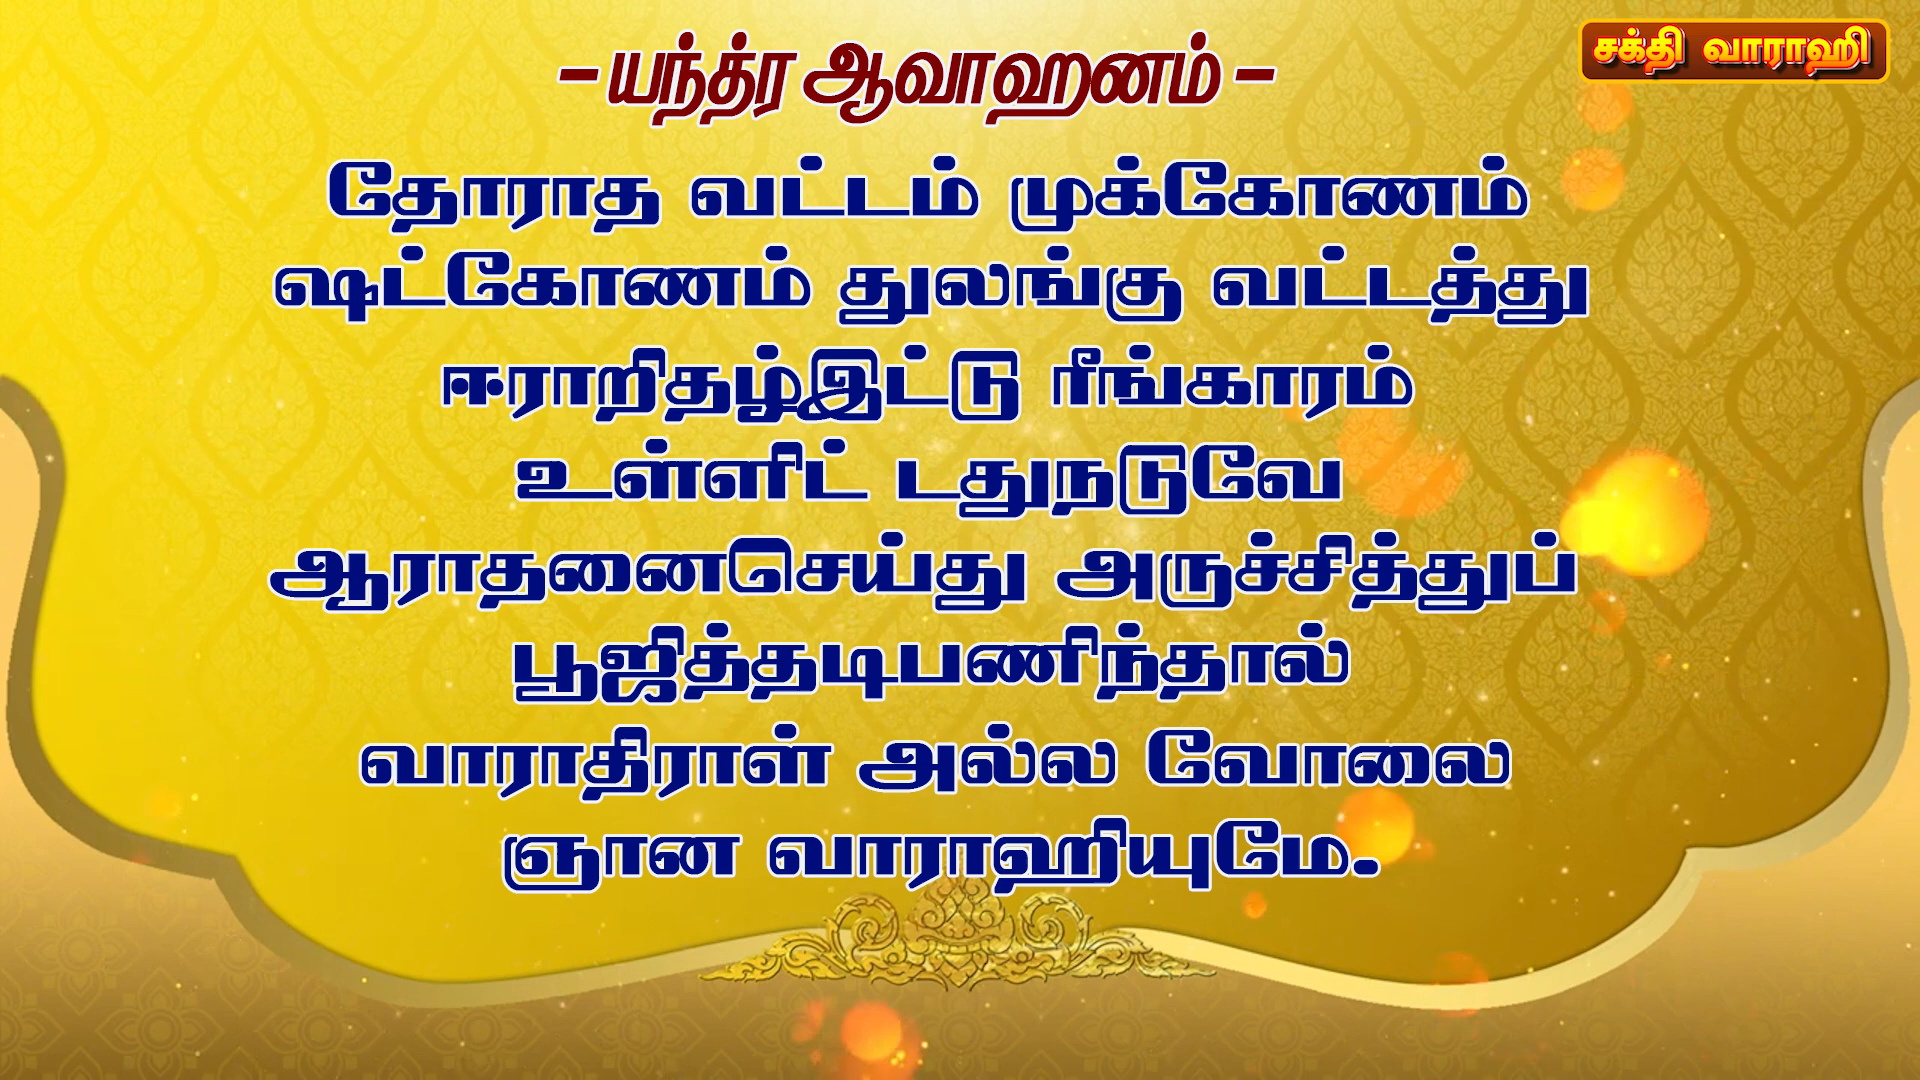 சக்தி வாராஹி
- யந்த்ர ஆவாஹனம் -
தோராத வட்டம் முக்கோணம்
ஷட்கோணம் துலங்கு வட்டத்து
ஈராறிதழ்இட்டு ரீங்காரம்
உள்ளிட் டதுநடுவே
ஆராதனைசெய்து அருச்சித்துப்
பூஜித்தடிபணிந்தால்
வாராதிராள் அல்ல வோலை
ஞான வாராஹியுமே.